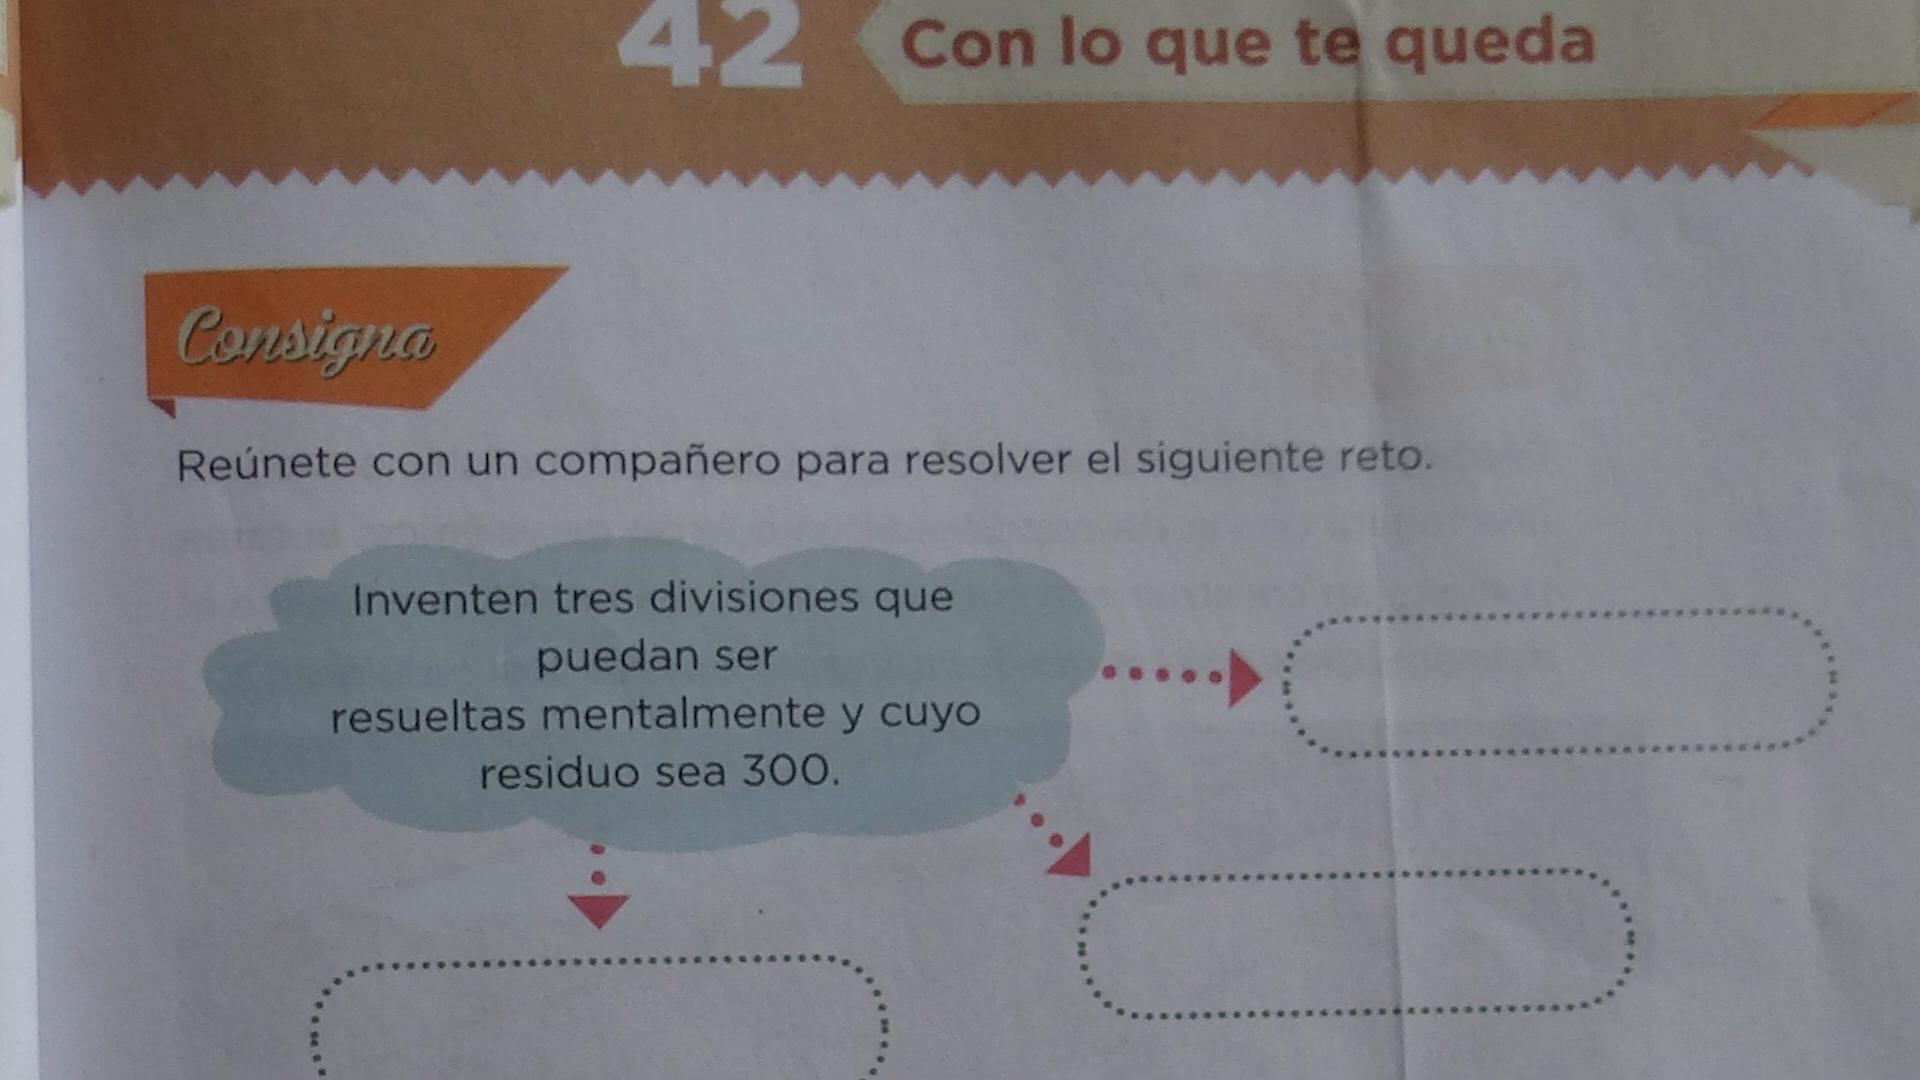 42 Con lo que te queda
Consigna
Reúnete con un compañero para resolver el siguiente reto.
Inventen tres divisiones que
puedan ser
resueltas mentalmente y cuyo
residuo sea 300.